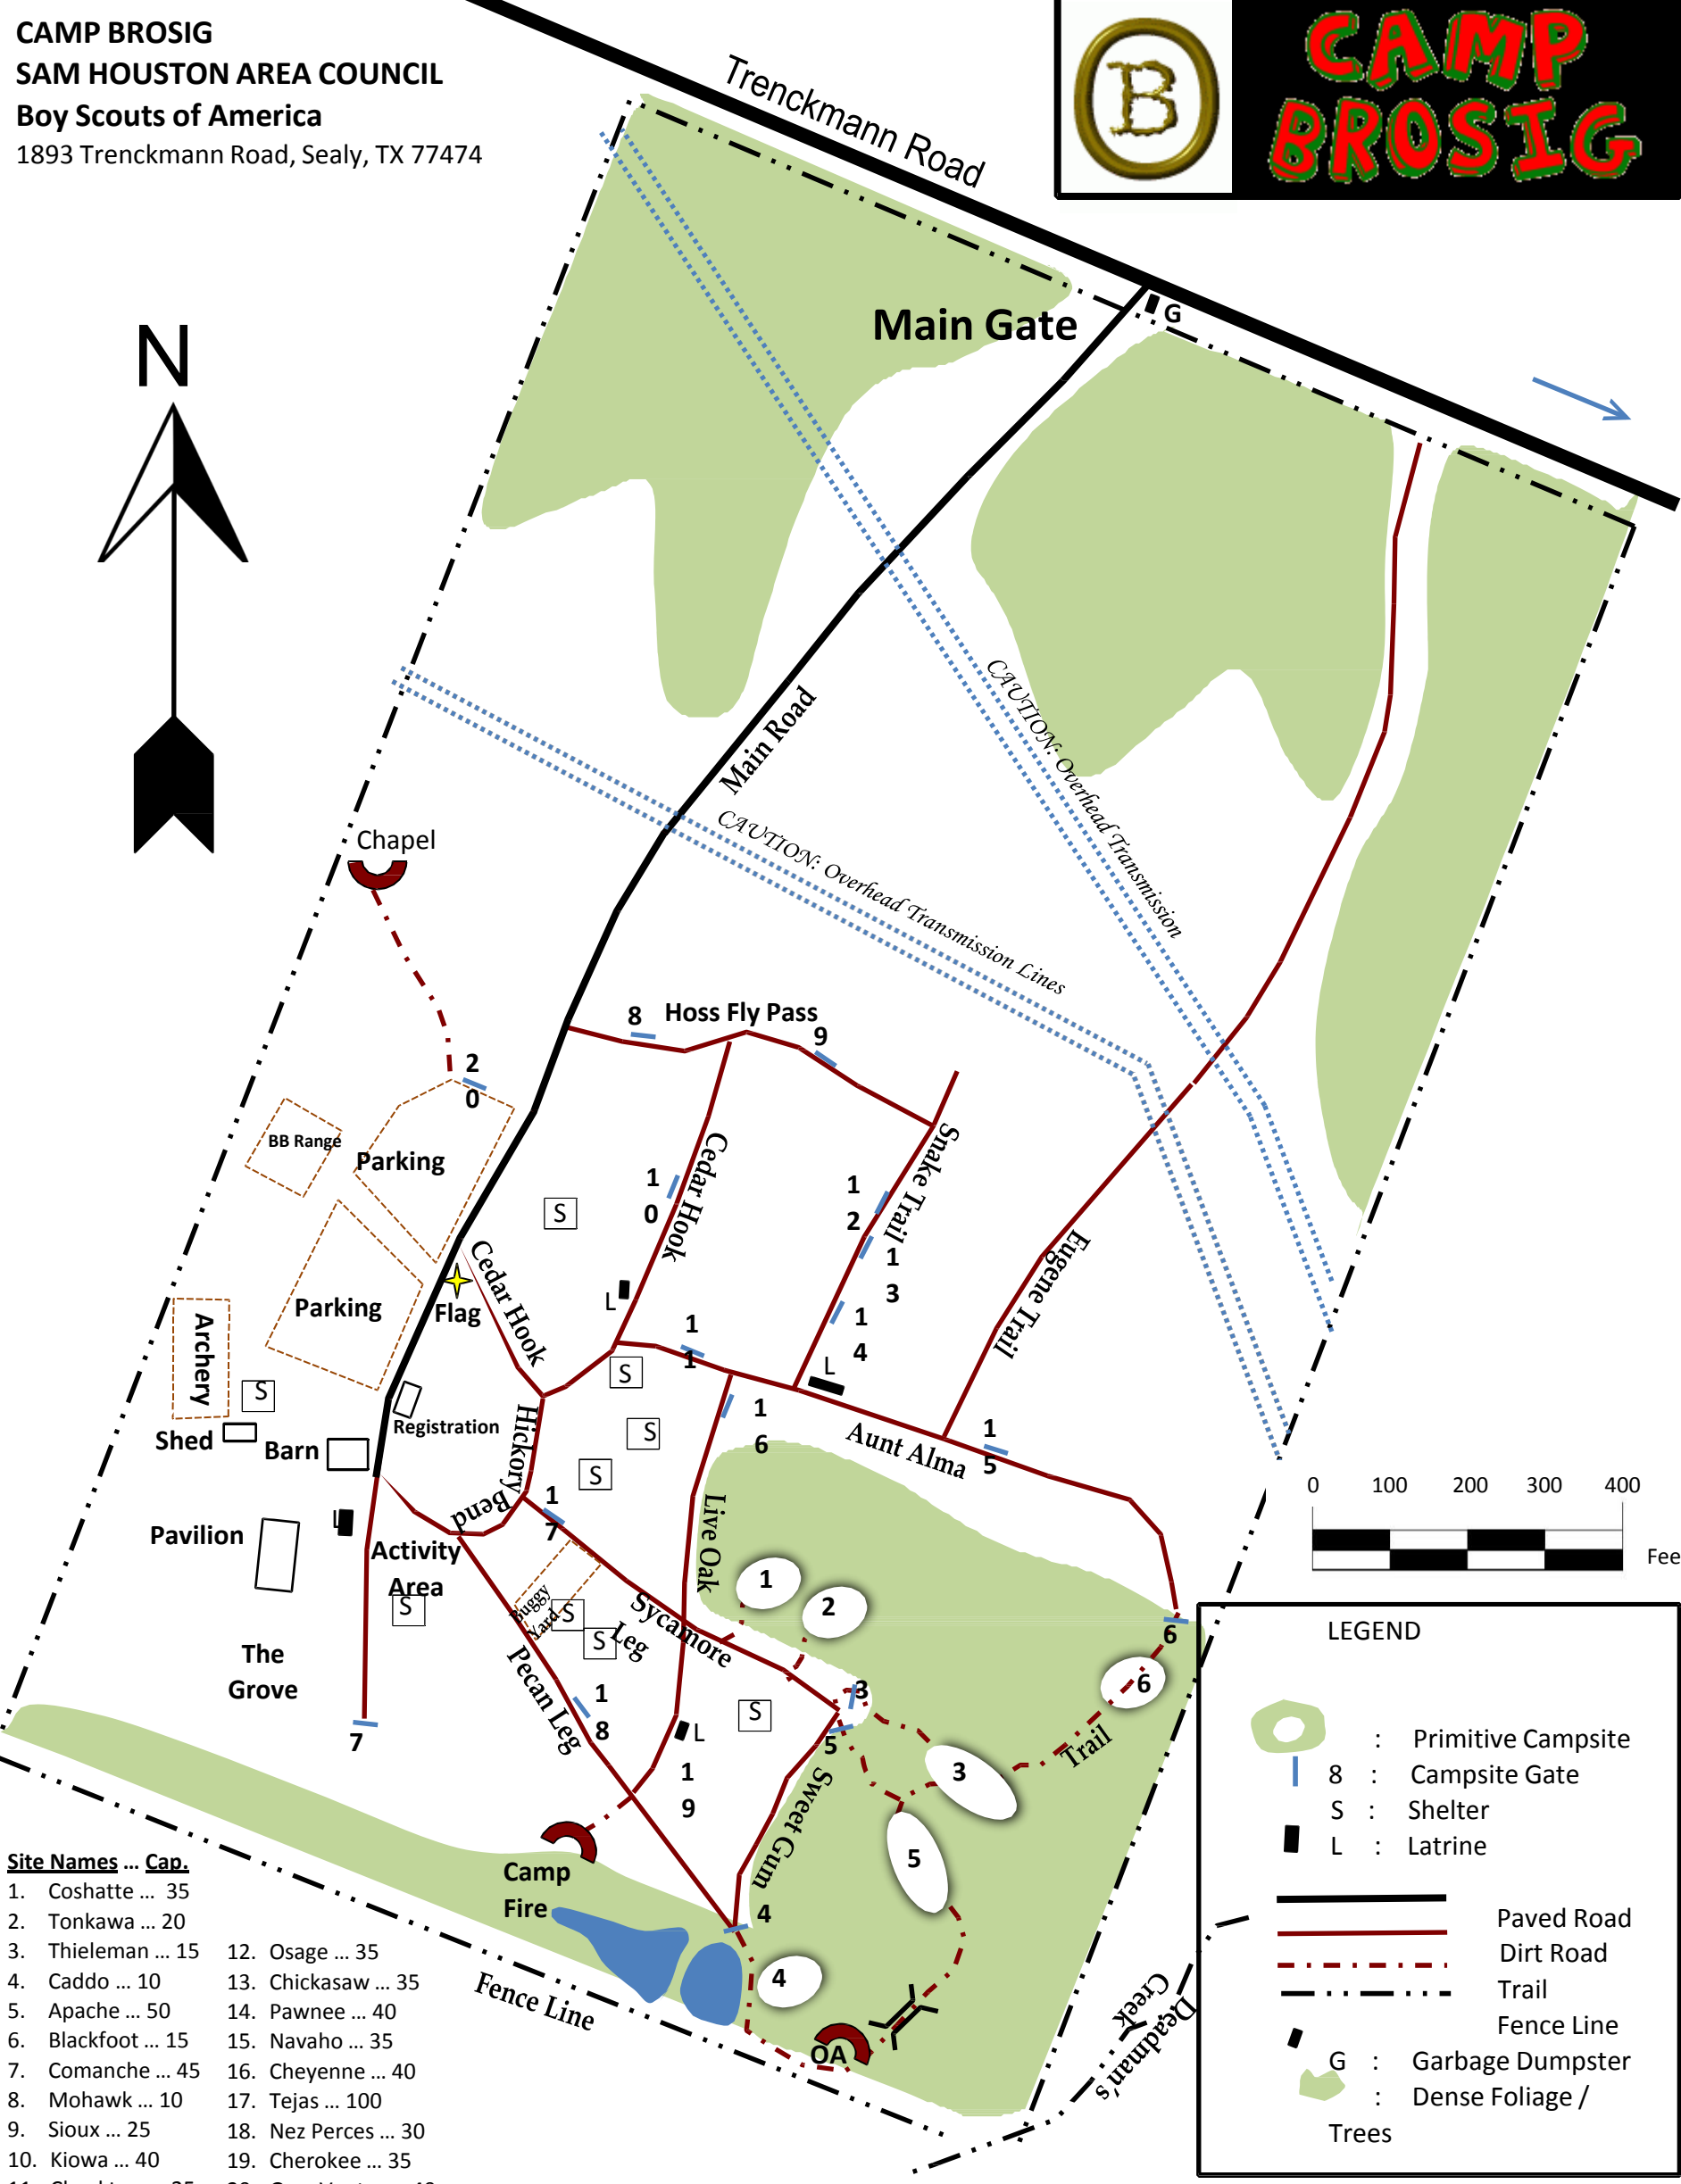 CAMP BROSIG
SAM HOUSTON AREA COUNCIL
Boy Scouts of America
1893 Trenckmann Road, Sealy, TX 77474
B
CAMP
BROSIG
Trenckmann Road
N
Main Gate
G
Main Road
CAUTION: Overhead Transmission
CAUTION: Overhead Transmission Lines
Chapel
8
Hoss Fly Pass
9
2
0
BB Range
Parking
Cedar Hook
Snake Trail
1
0
S
1
2
1
3
1
4
Eugene Trail
Cedar Hook
L
Parking
Flag
Archery
S
1
1
S
L
Registration
Hickory
Bend
S
1
6
Aunt Alma
1
5
Shed
Barn
S
1
7
Live Oak
0 100 200 300 400
Fee
Pavilion
L
Activity
Area
S
Buggy
Yard
S
S
Sycamore
Leg
1
2
6
6
The
Grove
Pecan Leg
1
8
S
3
5
L
7
1
9
3
Trail
Sweet Gum
5
Camp
Fire
4
4
Fence Line
OA
Deadman's
Creek
LEGEND
: Primitive Campsite
8 : Campsite Gate
S : Shelter
L : Latrine
Paved Road
Dirt Road
Trail
Fence Line
G : Garbage Dumpster
: Dense Foliage /
Trees
Site Names ... Cap.
1. Coshatte ... 35
2. Tonkawa ... 20
3. Thieleman ... 15
4. Caddo ... 10
5. Apache ... 50
6. Blackfoot ... 15
7. Comanche ... 45
8. Mohawk ... 10
9. Sioux ... 25
10. Kiowa ... 40
12. Osage ... 35
13. Chickasaw ... 35
14. Pawnee ... 40
15. Navaho ... 35
16. Cheyenne ... 40
17. Tejas ... 100
18. Nez Perces ... 30
19. Cherokee ... 35